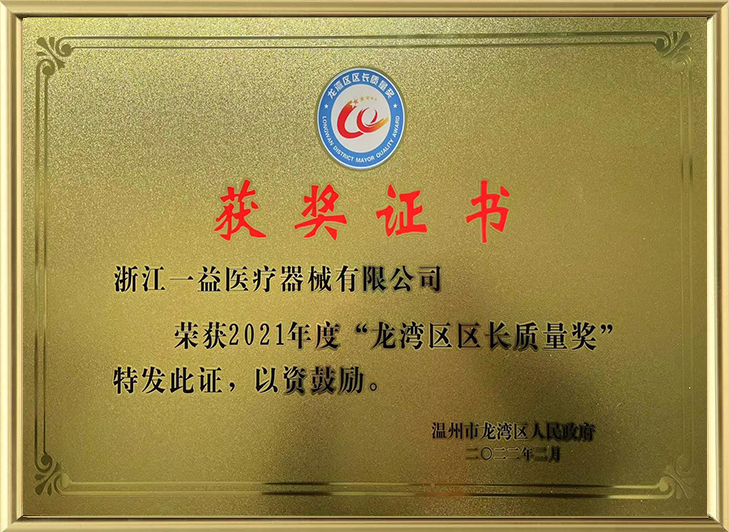 龙湾区区长质量奖
LONGWAN DISTRICT MAYOR QUALITY AWARD
获奖证书
浙江一益医疗器械有限公司
荣获2021年度“龙湾区区长质量奖”
特发此证，以资鼓励。
温州市龙湾区人民政府
二〇二二年二月